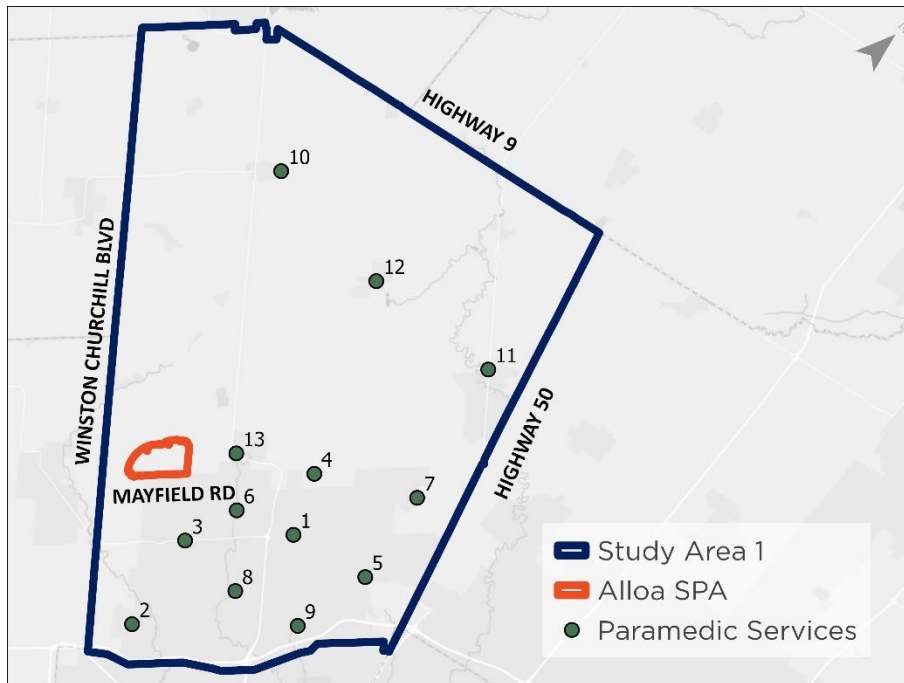 HIGHWAY 9
10
WINSTON CHURCHILL BLVD
12
11
HIGHWAY 50
13
4
MAYFIELD RD
7
6
3
1
5
8
2
9
Study Area 1
Alloa SPA
Paramedic Services